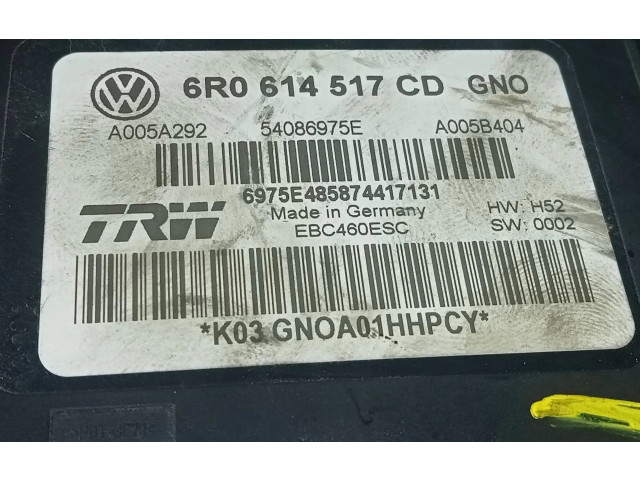 6R0 614 517 CD GNO
A005A292 54086975E A005B404
6975E485874417131
TRW Made in Germany HW: H52
EBC460ESC SW: 0002
*K03 GNOA01HHPCY*